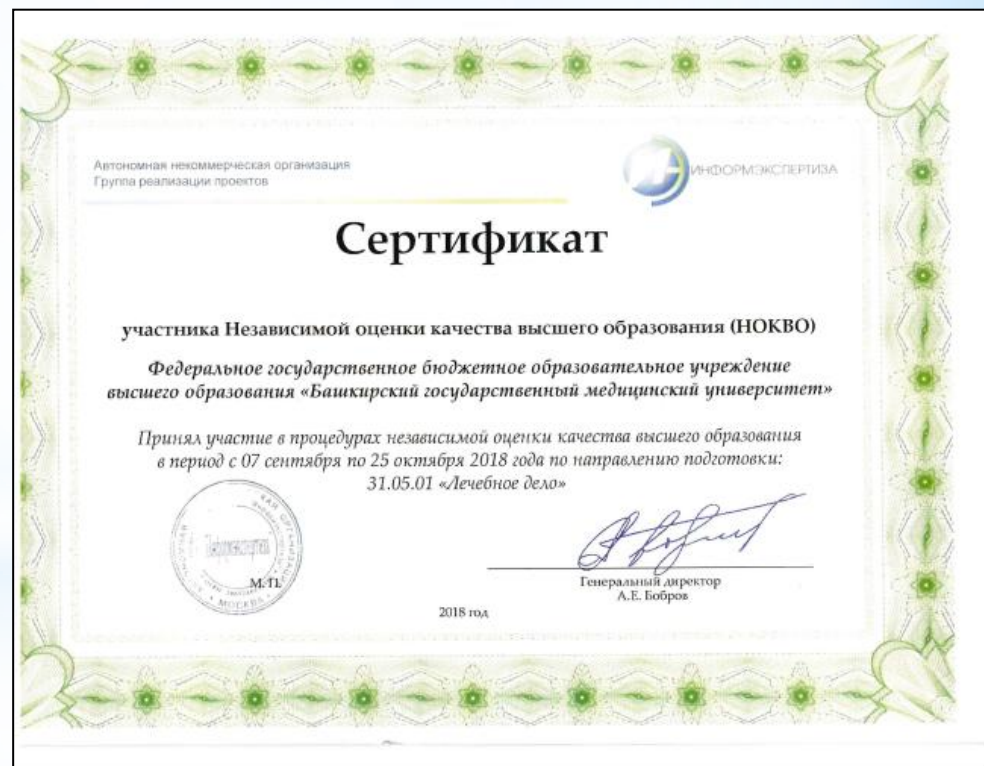 Автономная некоммерческая организация
Группа реализации проектов
ИНФОРМЭКСПЕРТИЗА
Сертификат
участника Независимой оценки качества высшего образования (НОКВО)
Федеральное государственное бюджетное образовательное учреждение
высшего образования «Башкирский государственный медицинский университет»
Принял участие в процедурах независимой оценки качества высшего образования
в период с 07 сентября по 25 октября 2018 года по направлению подготовки:
31.05.01 «Лечебное дело»
МОСКВА
М. П.
Генеральный директор
А.Е. Бобров
2018 год